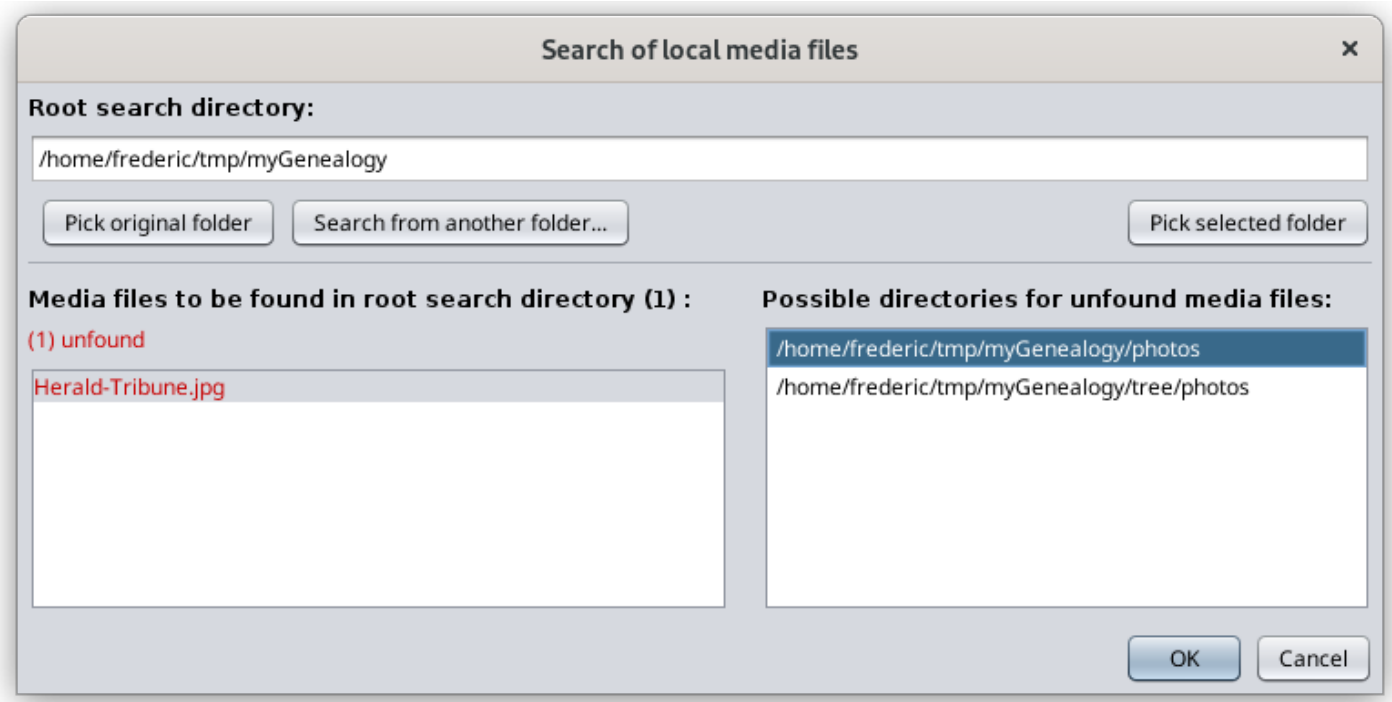 Search of local media files
Root search directory:
/home/frederic/tmp/myGenealogy
Pick original folder
Search from another folder...
Pick selected folder
Media files to be found in root search directory (1) :
(1) unfound
Herald-Tribune.jpg
Possible directories for unfound media files:
/home/frederic/tmp/myGenealogy/photos
/home/frederic/tmp/myGenealogy/tree/photos
OK
Cancel